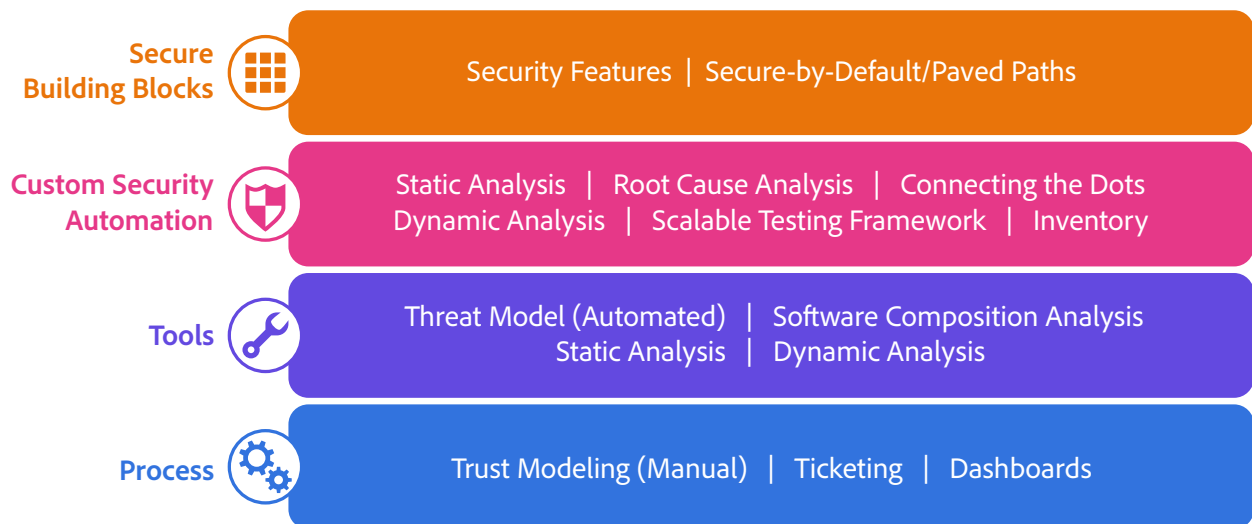 Secure
Building Blocks
Security Features | Secure-by-Default/Paved Paths
Custom Security
Automation
Static Analysis | Root Cause Analysis | Connecting the Dots
Dynamic Analysis | Scalable Testing Framework | Inventory
Tools
Threat Model (Automated) | Software Composition Analysis
Static Analysis | Dynamic Analysis
Process
Trust Modeling (Manual) | Ticketing | Dashboards